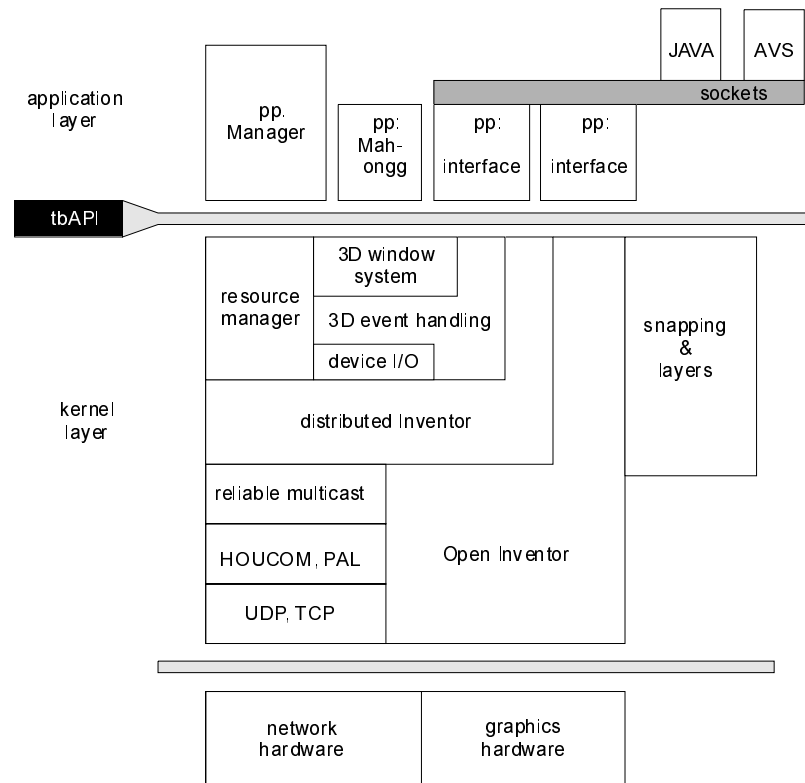 JAVA
AVS
sockets
application
layer
pp.
Manager
pp:
Mah-
ongg
pp:
interface
pp:
interface
tbAPI
3D window
system
resource
manager
3D event handling
device I/O
snapping
&
layers
kernel
layer
distributed Inventor
reliable multicast
HOUCOM, PAL
Open Inventor
UDP, TCP
network
hardware
graphics
hardware